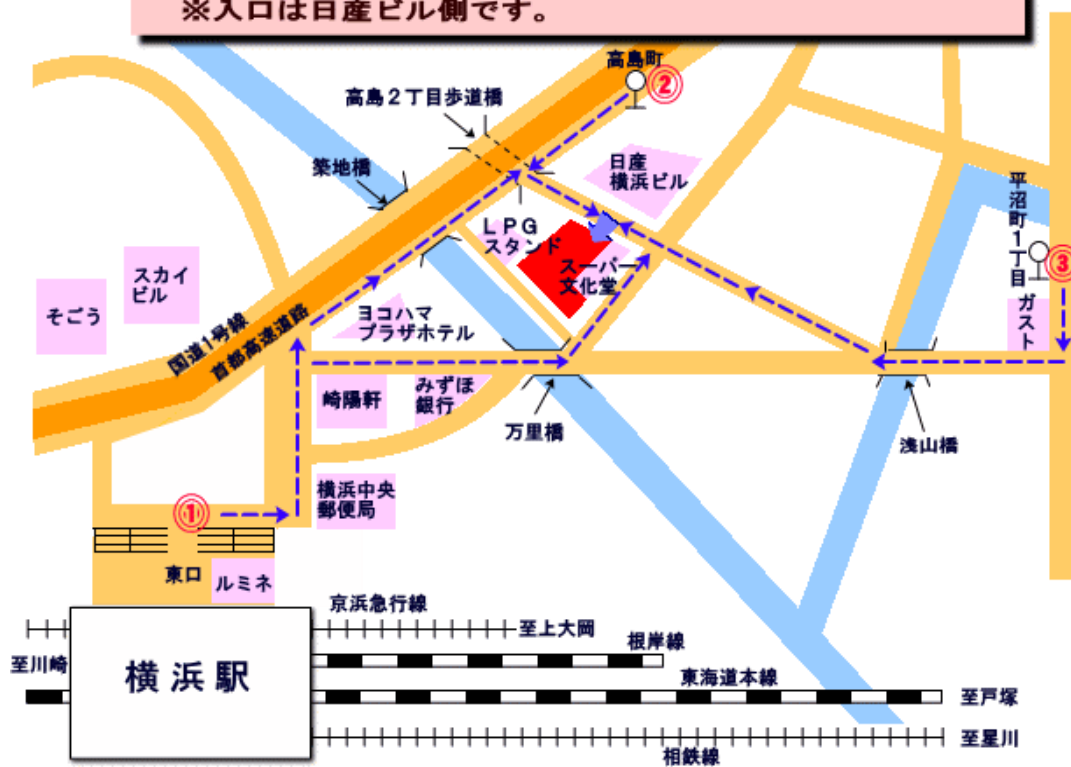 ※入口は日産ビル側です。
高島町
②
高島２丁目歩道橋
築地橋
日産
横浜ビル
平沼町1丁目
③
ＬＰＧ
スタンド
スカイ
ビル
そごう
スーパー
文化堂
ガスト
ヨコハマ
プラザホテル
国道1号線
首都高速道路
崎陽軒
みずほ
銀行
万里橋
浅山橋
横浜中央
郵便局
①
東口
ルミネ
京浜急行線
至上大岡
根岸線
至川崎
横浜駅
東海道本線
至戸塚
至星川
相鉄線